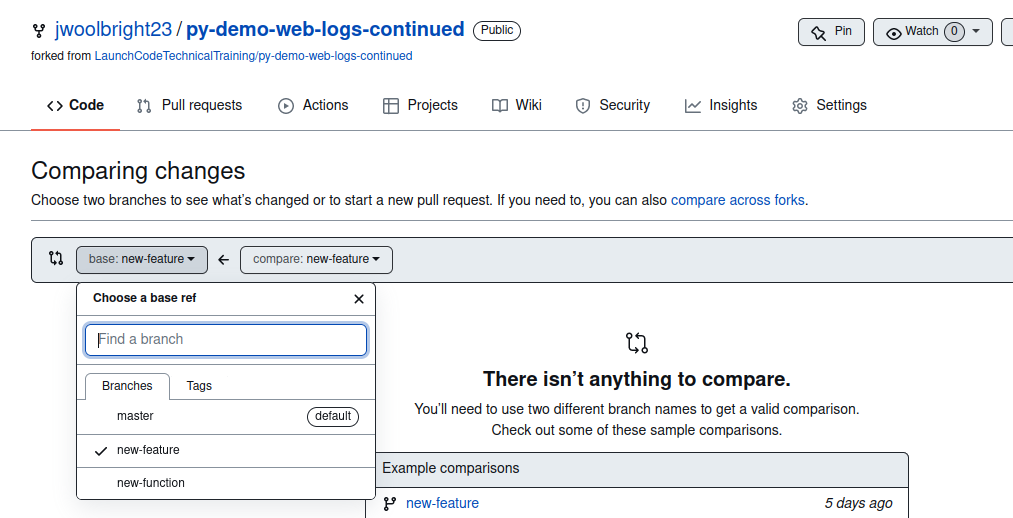 jwoolbright23 / py-demo-web-logs-continued Public Pin Watch 0
forked from LaunchCodeTechnicalTraining/py-demo-web-logs-continued
Code Pull requests Actions Projects Wiki Security Insights Settings
Comparing changes
Choose two branches to see what's changed or to start a new pull request. If you need to, you can also compare across forks.
base: new-feature compare: new-feature
Choose a base ref
Find a branch
Branches Tags
master default
new-feature
new-function
There isn’t anything to compare.
You’ll need to use two different branch names to get a valid comparison.
Check out some of these sample comparisons.
Example comparisons
new-feature 5 days ago